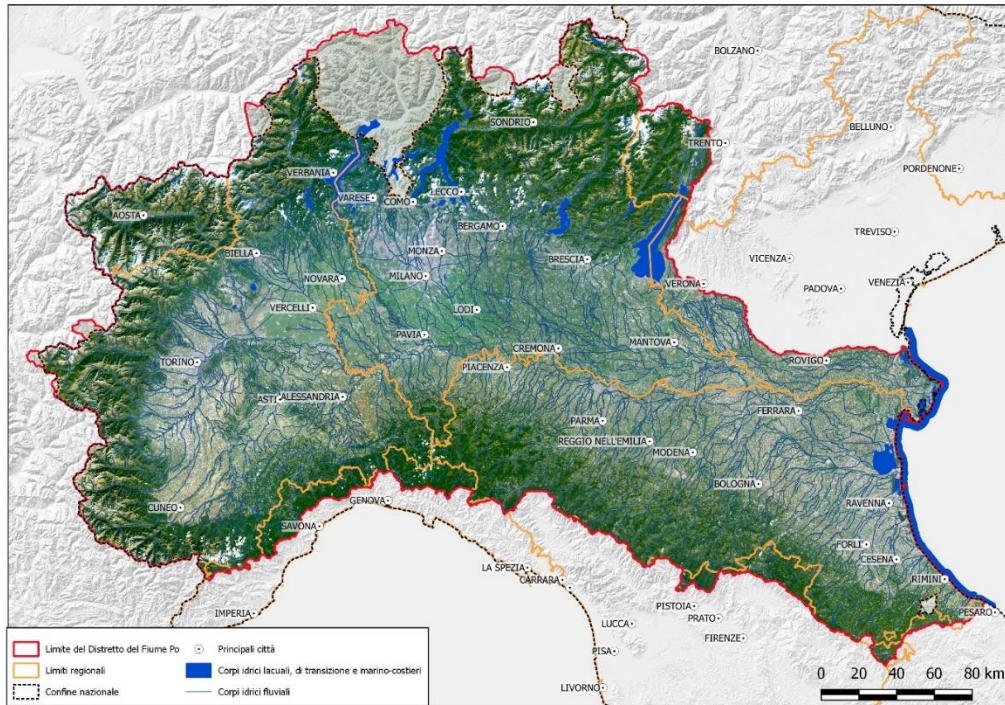 BOLZANO
SONDRIO
BELLUNO
TRENTO
PORDENONE
VERBANIA
VARESE
COMO
LECCO
AOSTA
BERGAMO
TREVISO
BIELLA
MONZA
BRESCIA
VICENZA
MILANO
NOVARA
VERONA
PADOVA
VENEZIA
VERCELLI
LODI
PAVIA
CREMONA
MANTOVA
TORINO
PIACENZA
ROVIGO
ASTI
ALESSANDRIA
FERRARA
PARMA
REGGIO NELL'EMILIA
MODENA
BOLOGNA
CUNEO
GENOVA
RAVENNA
SAVONA
FORLI'
CESENA
LA SPEZIA
CARRARA
RIMINI
IMPERIA
PISTOIA
PESARO
LUCCA
PRATO
FIRENZE
PISA
LIVORNO
Limite del Distretto del Fiume Po
Principali città
Limiti regionali
Corpi idrici lacuali, di transizione e marino-costieri
Confine nazionale
Corpi idrici fluviali
0 20 40 60 80 km